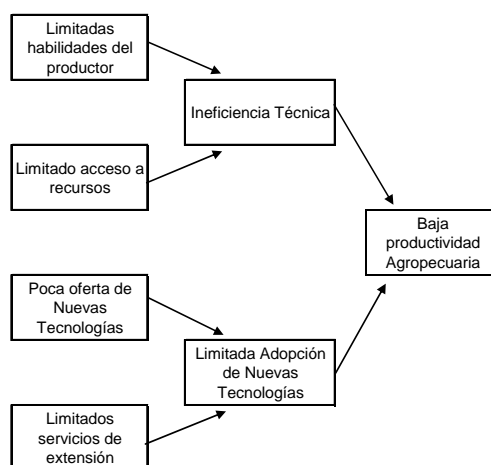 Limitadas
habilidades del
productor
Ineficiencia Técnica
Limitado acceso a
recursos
Baja
productividad
Agropecuaria
Poca oferta de
Nuevas
Tecnologías
Limitada Adopción
de Nuevas
Tecnologías
Limitados
servicios de
extensión